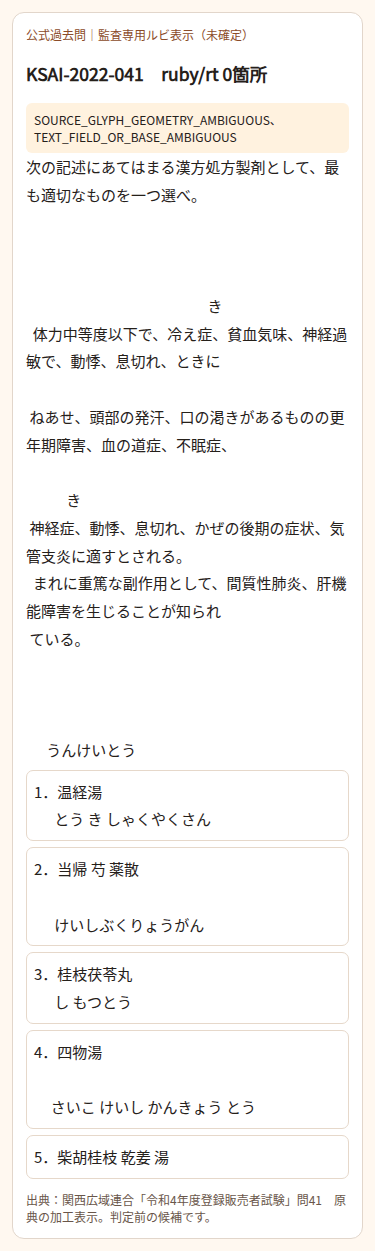 公式過去問｜監査専用ルビ表示（未確定）
KSAI-2022-041　ruby/rt 0箇所
SOURCE_GLYPH_GEOMETRY_AMBIGUOUS、
TEXT_FIELD_OR_BASE_AMBIGUOUS
次の記述にあてはまる漢方処方製剤として、最
も適切なものを一つ選べ。
き
体力中等度以下で、冷え症、貧血気味、神経過
敏で、動悸、息切れ、ときに
ねあせ、頭部の発汗、口の渇きがあるものの更
年期障害、血の道症、不眠症、
き
神経症、動悸、息切れ、かぜの後期の症状、気
管支炎に適すとされる。
まれに重篤な副作用として、間質性肺炎、肝機
能障害を生じることが知られ
ている。
うんけいとう
1．温経湯
とう き しゃくやくさん
2．当帰 芍 薬散
けいしぶくりょうがん
3．桂枝茯苓丸
し もつとう
4．四物湯
さいこ けいし かんきょう とう
5．柴胡桂枝 乾姜 湯
出典：関西広域連合「令和4年度登録販売者試験」問41　原
典の加工表示。判定前の候補です。